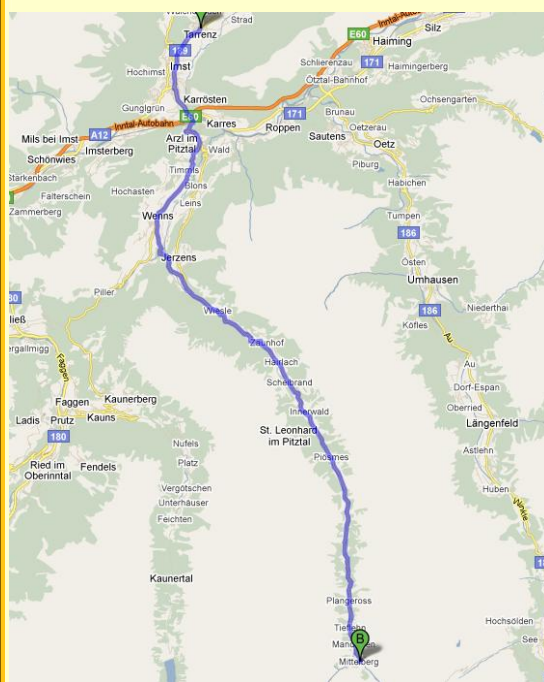 Strad
Tarrenz
Silz
E60
Haiming
189
Schlierenzau
171
Haimingerberg
Imst
Hochimst
Ötztal-Bahnhof
Gunglgrün
Karrösten
Ochsengarten
171
Brunau
Inntal-Autobahn
Karres
Roppen
Oetzerau
Mils bei Imst
A12
Arzl im
Pitztal
Sautens
Oetz
Imsterberg
Wald
Schönwies
Piburg
Timmls
Starkenbach
Blons
Habichen
Falterschein
Hochasten
Leins
Zammerberg
Wenns
Tumpen
186
Jerzens
Östen
Umhausen
Piller
Niederthai
Wiesle
186
Köfles
Zaunhof
Au
Hairlach
Au
Faggen
Scheibrand
Dorf-Espan
Kaunerberg
Innerwald
Oberried
Faggen
Längenfeld
Ladis
Prutz
Kauns
St. Leonhard
im Pitztal
180
Nufels
Piösmes
Astlehn
Ried im
Oberinntal
Fendels
Platz
Huben
Vergötschen
Unterhäuser
Feichten
Kaunertal
Plangeross
Hochsölden
Tieflehn
See
B
Mittelberg